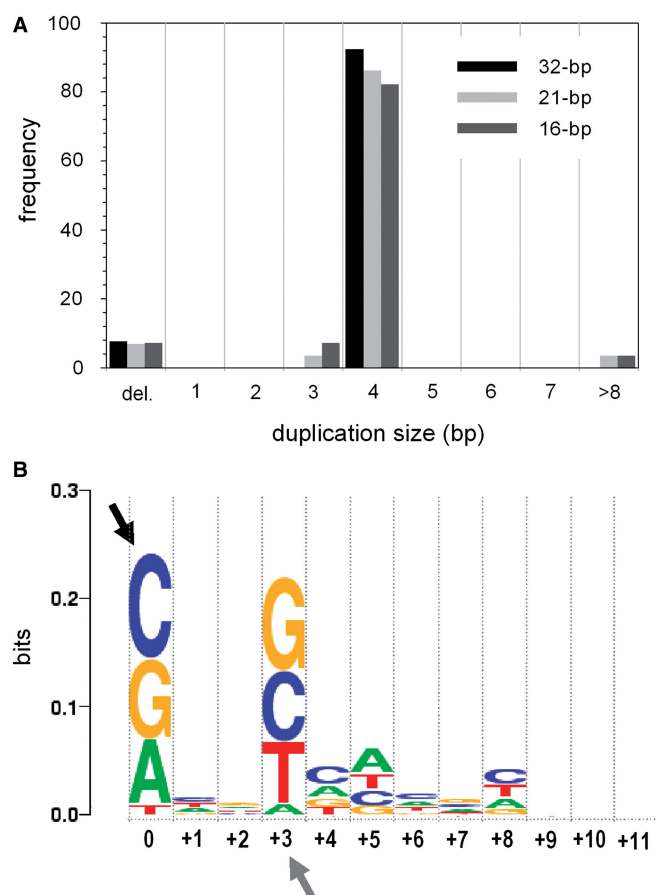 A
100
80
60
40
20
0
frequency
32-bp
21-bp
16-bp
del. 1 2 3 4 5 6 7 >8
duplication size (bp)
B
0.3
0.2
0.1
0.0
bits
C G A T
G C T A
C A G T
A T C G
C T A G
0 +1 +2 +3 +4 +5 +6 +7 +8 +9 +10 +11